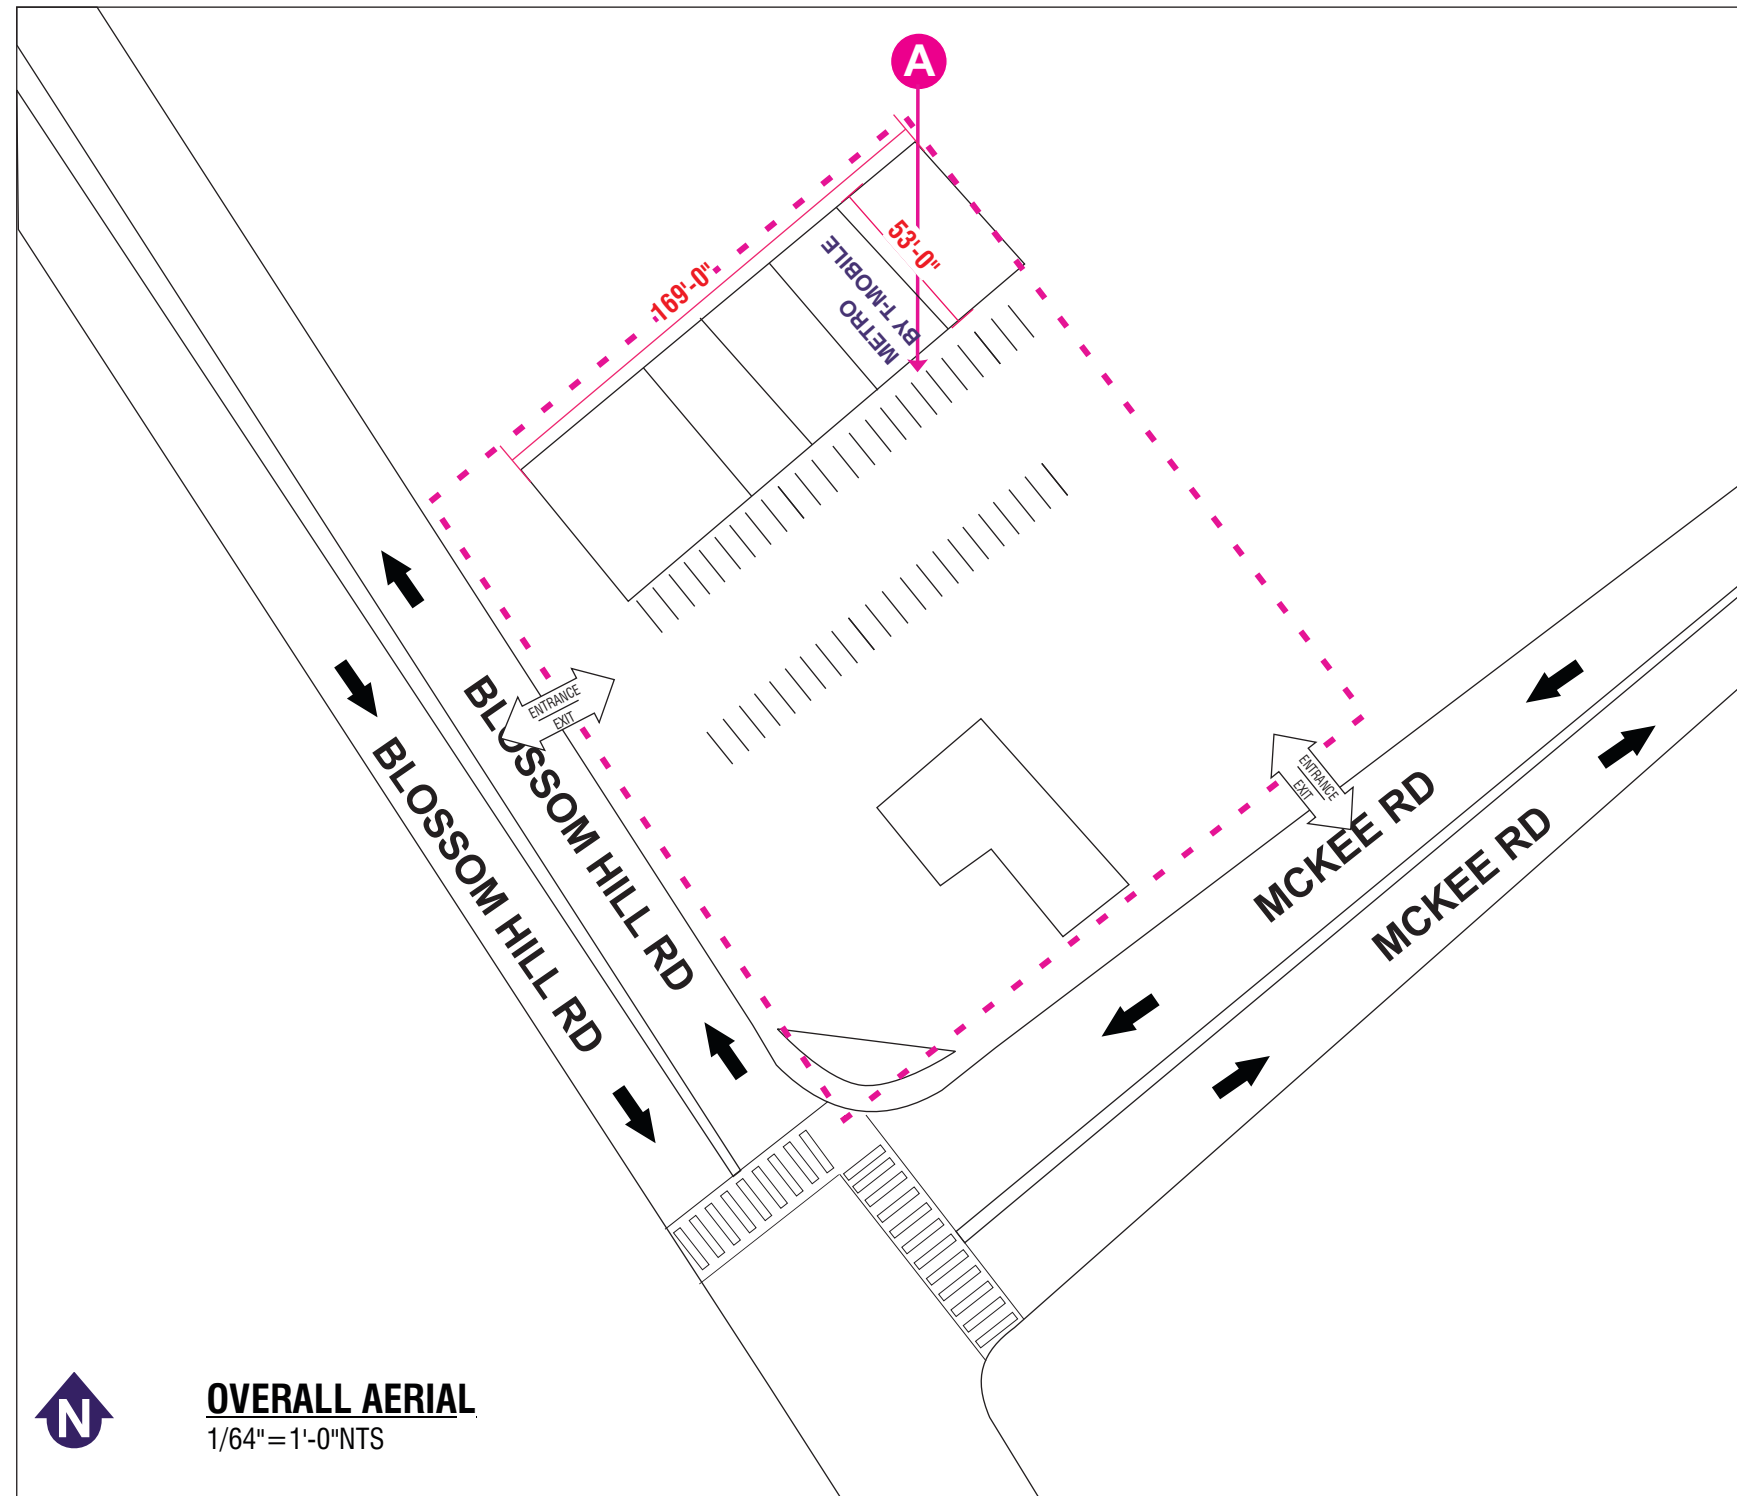 A
169'-0"
53'-0"
METRO
BY T-MOBILE
ENTRANCE
EXIT
ENTRANCE
EXIT
BLOSSOM HILL RD
BLOSSOM HILL RD
MCKEE RD
MCKEE RD
N
OVERALL AERIAL
1/64"=1'-0"NTS